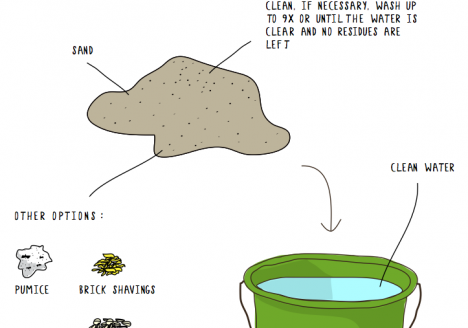 CLEAN. IF NECESSARY, WASH UP
TO 9X OR UNTIL THE WATER IS
CLEAR AND NO RESIDUES ARE
LEFT
SAND
CLEAN WATER
OTHER OPTIONS:
PUMICE
BRICK SHAVINGS